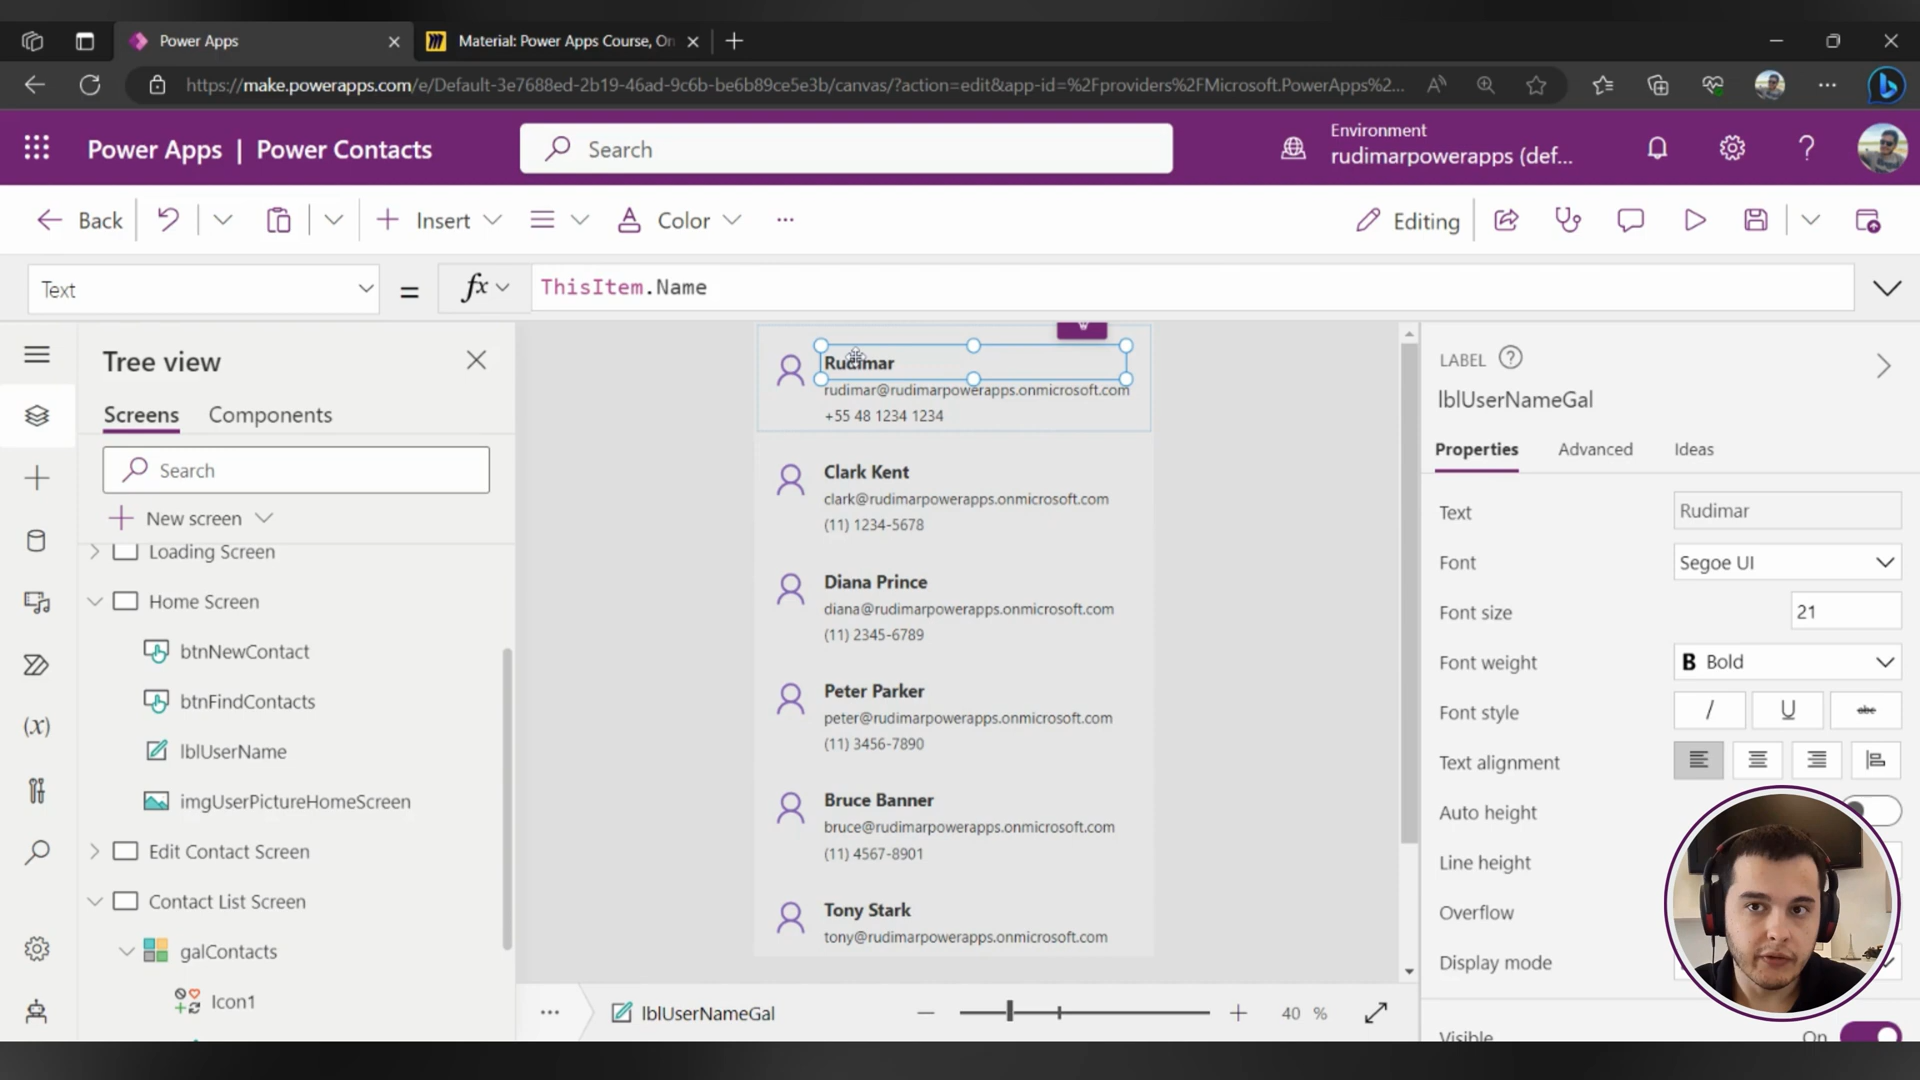 Power Apps
Material: Power Apps Course, On
https://make.powerapps.com/e/Default-3e7688ed-2b19-46ad-9c6b-be6b89ce5e3b/canvas/?action=edit&app-id=%2Fproviders%2FMicrosoft.PowerApps%2...
Power Apps | Power Contacts
Search
Environment
rudimarpowerapps (def...
Back
Insert
Color
Editing
Text
=
fx
ThisItem.Name
Tree view
Screens
Components
Search
New screen
Loading Screen
Home Screen
btnNewContact
btnFindContacts
lblUserName
imgUserPictureHomeScreen
Edit Contact Screen
Contact List Screen
galContacts
Icon1
Rudimar
rudimar@rudimarpowerapps.onmicrosoft.com
+55 48 1234 1234
Clark Kent
clark@rudimarpowerapps.onmicrosoft.com
(11) 1234-5678
Diana Prince
diana@rudimarpowerapps.onmicrosoft.com
(11) 2345-6789
Peter Parker
peter@rudimarpowerapps.onmicrosoft.com
(11) 3456-7890
Bruce Banner
bruce@rudimarpowerapps.onmicrosoft.com
(11) 4567-8901
Tony Stark
tony@rudimarpowerapps.onmicrosoft.com
lblUserNameGal
40 %
LABEL
lblUserNameGal
Properties
Advanced
Ideas
Text
Rudimar
Font
Segoe UI
Font size
21
Font weight
B Bold
Font style
/
U
abc
Text alignment
Auto height
Line height
Overflow
Display mode
Visible
On